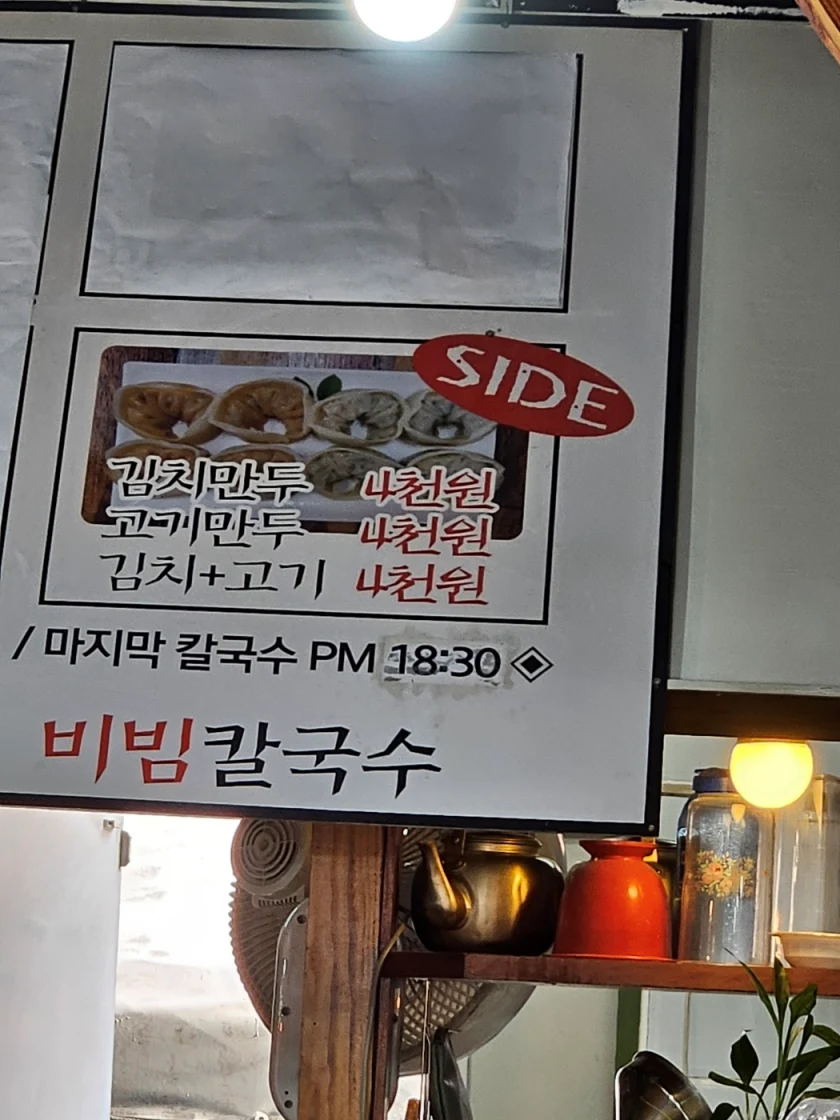 SIDE
김치만두 4천원
고기만두 4천원
김치+고기 4천원
/ 마지막 칼국수 PM 18:30 ◈
비빔칼국수